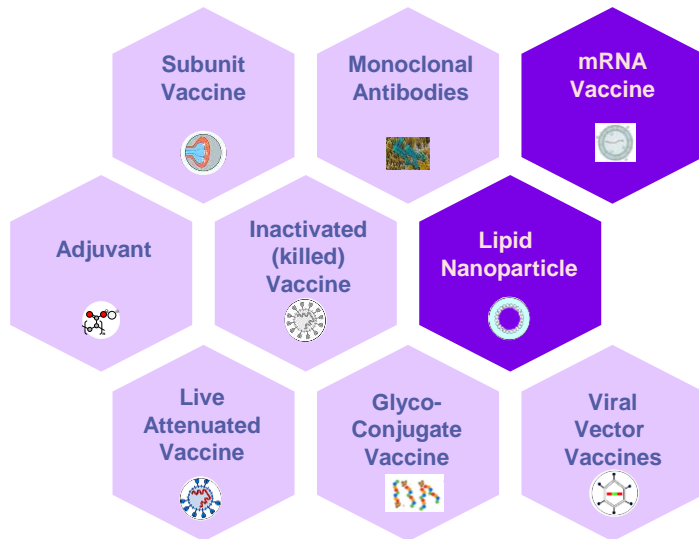 Subunit
Vaccine
Monoclonal
Antibodies
mRNA
Vaccine
Adjuvant
Inactivated
(killed)
Vaccine
Lipid
Nanoparticle
Live
Attenuated
Vaccine
Glyco-
Conjugate
Vaccine
Viral
Vector
Vaccines